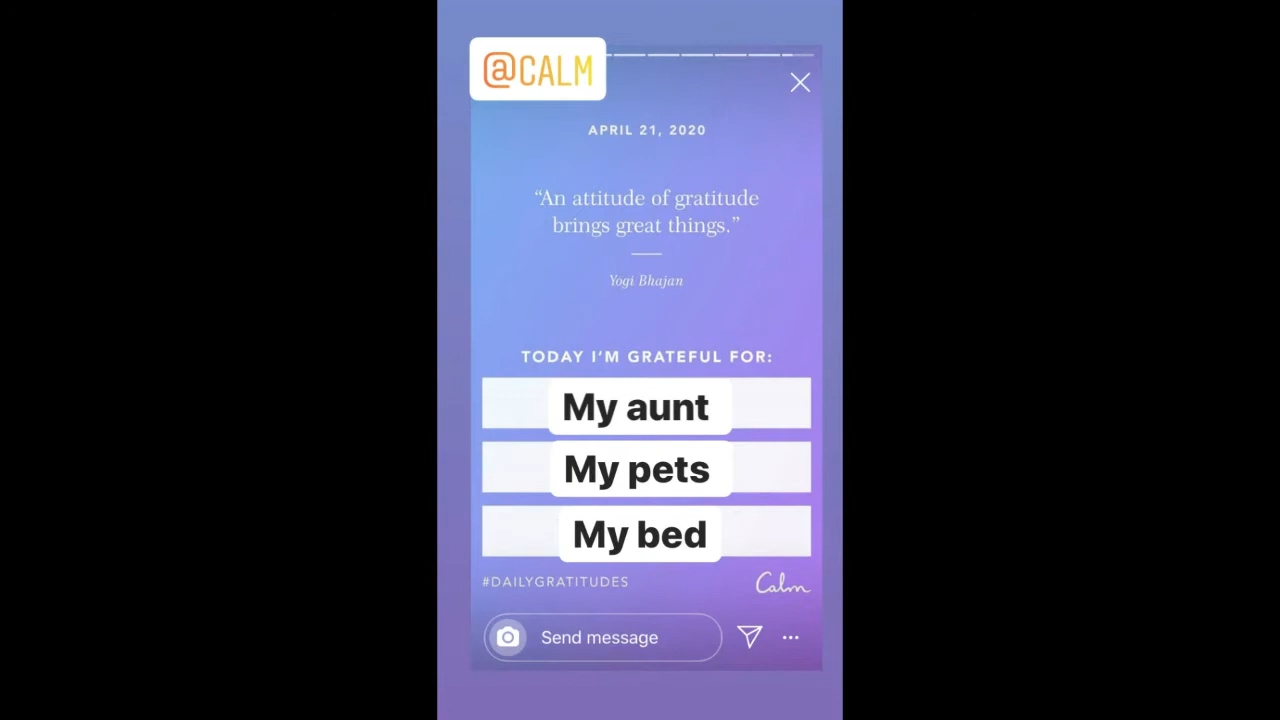 @CALM
APRIL 21, 2020
“An attitude of gratitude
brings great things.”
Yogi Bhajan
TODAY I’M GRATEFUL FOR:
My aunt
My pets
My bed
#DAILYGRATITUDES
Calm
Send message